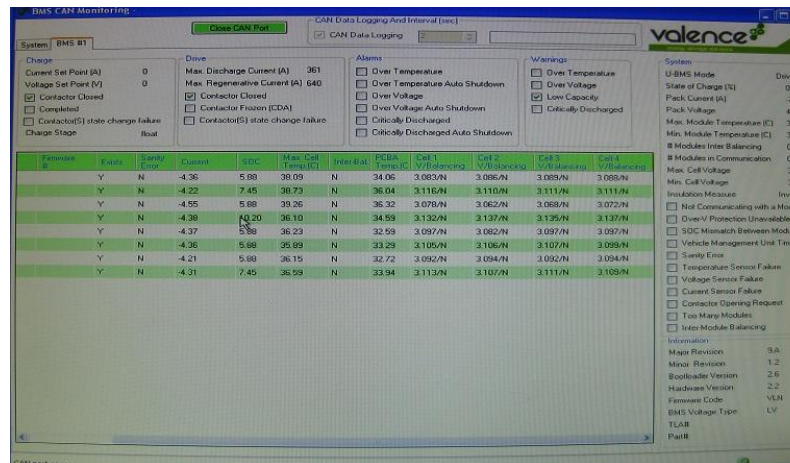 BMS CAN Monitoring
Close CAN Port
CAN Data Logging And Interval (sec)
CAN Data Logging 2
valence
System BMS #1
Charge
Current Set Point (A) 0
Voltage Set Point (V) 0
Contactor Closed
Completed
Contactor(S) state change failure
Charge Stage float
Drive
Max. Discharge Current (A) 361
Max. Regenerative Current (A) 640
Contactor Closed
Contactor Frozen (CDA)
Contactor(S) state change failure
Alarms
Over Temperature
Over Temperature Auto Shutdown
Over Voltage
Over Voltage Auto Shutdown
Critically Discharged
Critically Discharged Auto Shutdown
Warnings
Over Temperature
Over Voltage
Low Capacity
Critically Discharged
System
U-BMS Mode
State of Charge (%)
Pack Current (A)
Pack Voltage
Max. Module Temperature (C)
Min. Module Temperature (C)
# Modules Inter Balancing
# Modules in Communication
Max. Cell Voltage
Min. Cell Voltage
Insulation Measure
Not Communicating with a
Over-V Protection Unavailable
SOC Mismatch Between
Vehicle Management Unit
Sanity Error
Temperature Sensor Failure
Voltage Sensor Failure
Current Sensor Failure
Contactor Opening Request
Too Many Modules
Inter-Module Balancing
Information
Major Revision 9.A
Minor Revision 1.2
Bootloader Version 2.6
Hardware Version 2.2
Firmware Code VLN
BMS Voltage Type LV
TLA#
Part#
Firmware # Exists Sanity Error Current SOC Max. Cell Temp.(C) Inter-Bal PCBA Temp.(C Cell 1 V/Balancing Cell 2 V/Balancing Cell 3 V/Balancing Cell 4 V/Balancing
Y N -4.36 5.88 38.09 N 34.06 3.083/N 3.086/N 3.089/N 3.088/N
Y N -4.22 7.45 38.73 N 36.04 3.116/N 3.110/N 3.111/N 3.111/N
Y N -4.55 5.88 39.26 N 36.32 3.078/N 3.062/N 3.068/N 3.072/N
Y N -4.38 10.20 36.10 N 34.59 3.132/N 3.137/N 3.135/N 3.137/N
Y N -4.37 5.88 36.23 N 32.59 3.097/N 3.082/N 3.097/N 3.097/N
Y N -4.36 5.88 35.89 N 33.29 3.105/N 3.106/N 3.107/N 3.099/N
Y N -4.21 5.88 36.15 N 32.72 3.092/N 3.094/N 3.092/N 3.094/N
Y N -4.31 7.45 36.59 N 33.94 3.113/N 3.107/N 3.111/N 3.109/N